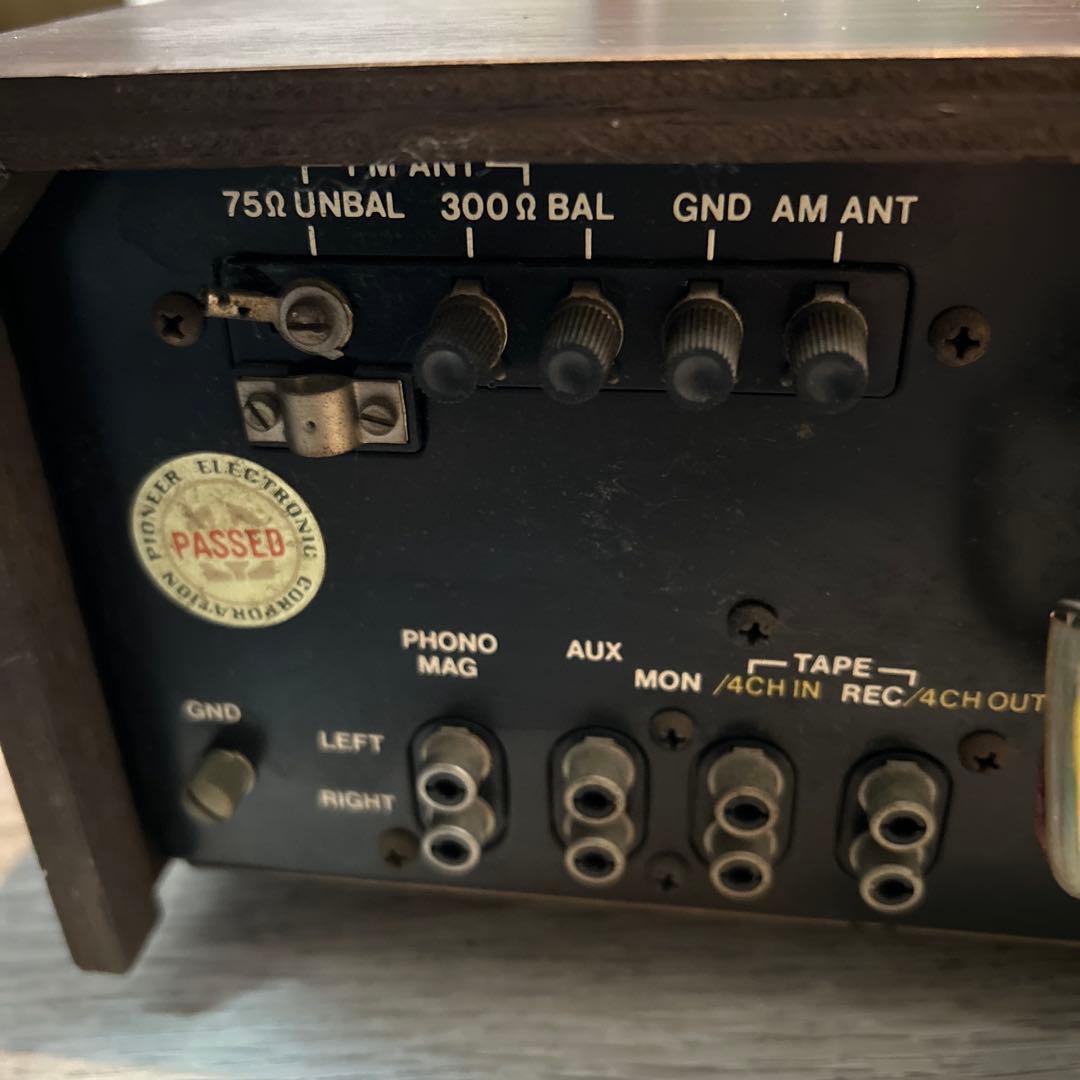 FM ANT
75Ω UNBAL 300Ω BAL GND AM ANT
PIONEER ELECTRONIC CORPORATION
PASSED
PHONO MAG
AUX
TAPE
MON /4CH IN REC/4CH OUT
GND
LEFT
RIGHT